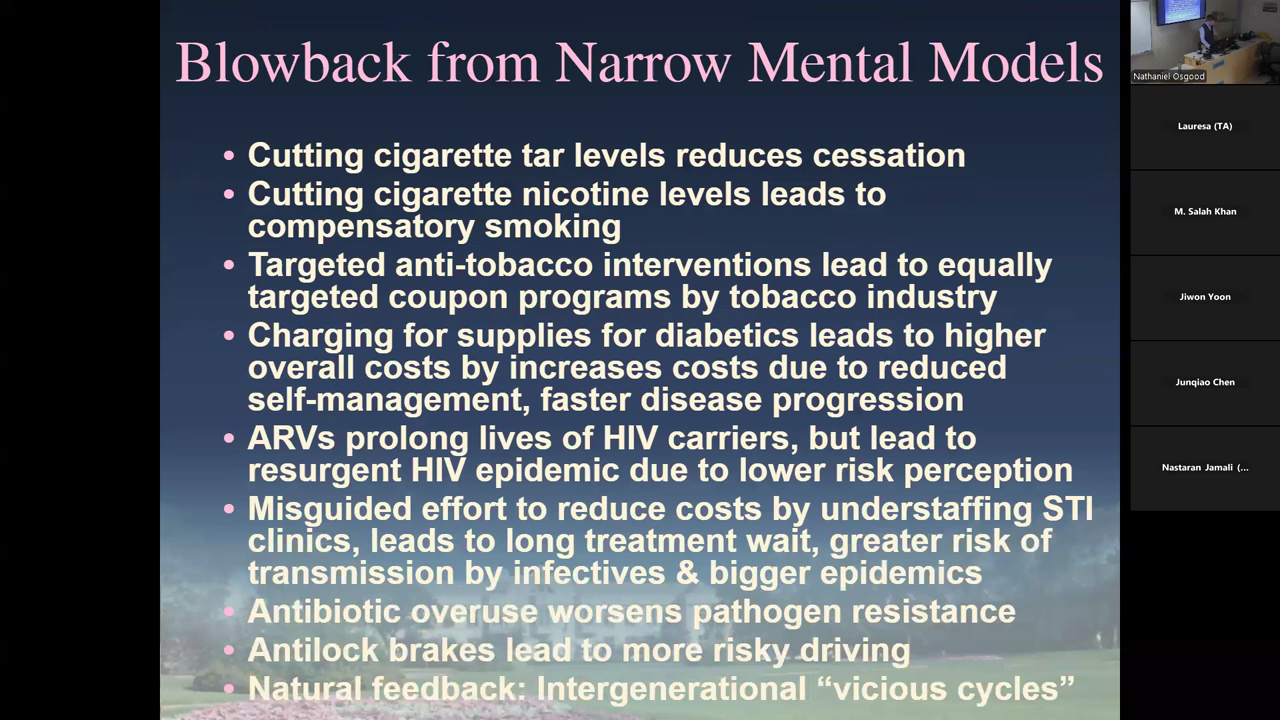 Blowback from Narrow Mental Models
• Cutting cigarette tar levels reduces cessation
• Cutting cigarette nicotine levels leads to
compensatory smoking
• Targeted anti-tobacco interventions lead to equally
targeted coupon programs by tobacco industry
• Charging for supplies for diabetics leads to higher
overall costs by increases costs due to reduced
self-management, faster disease progression
• ARVs prolong lives of HIV carriers, but lead to
resurgent HIV epidemic due to lower risk perception
• Misguided effort to reduce costs by understaffing STI
clinics, leads to long treatment wait, greater risk of
transmission by infectives & bigger epidemics
• Antibiotic overuse worsens pathogen resistance
• Antilock brakes lead to more risky driving
• Natural feedback: Intergenerational “vicious cycles”
Nathaniel Osgood
Lauresa (TA)
M. Salah Khan
Jiwon Yoon
Junqiao Chen
Nastaran Jamali (...